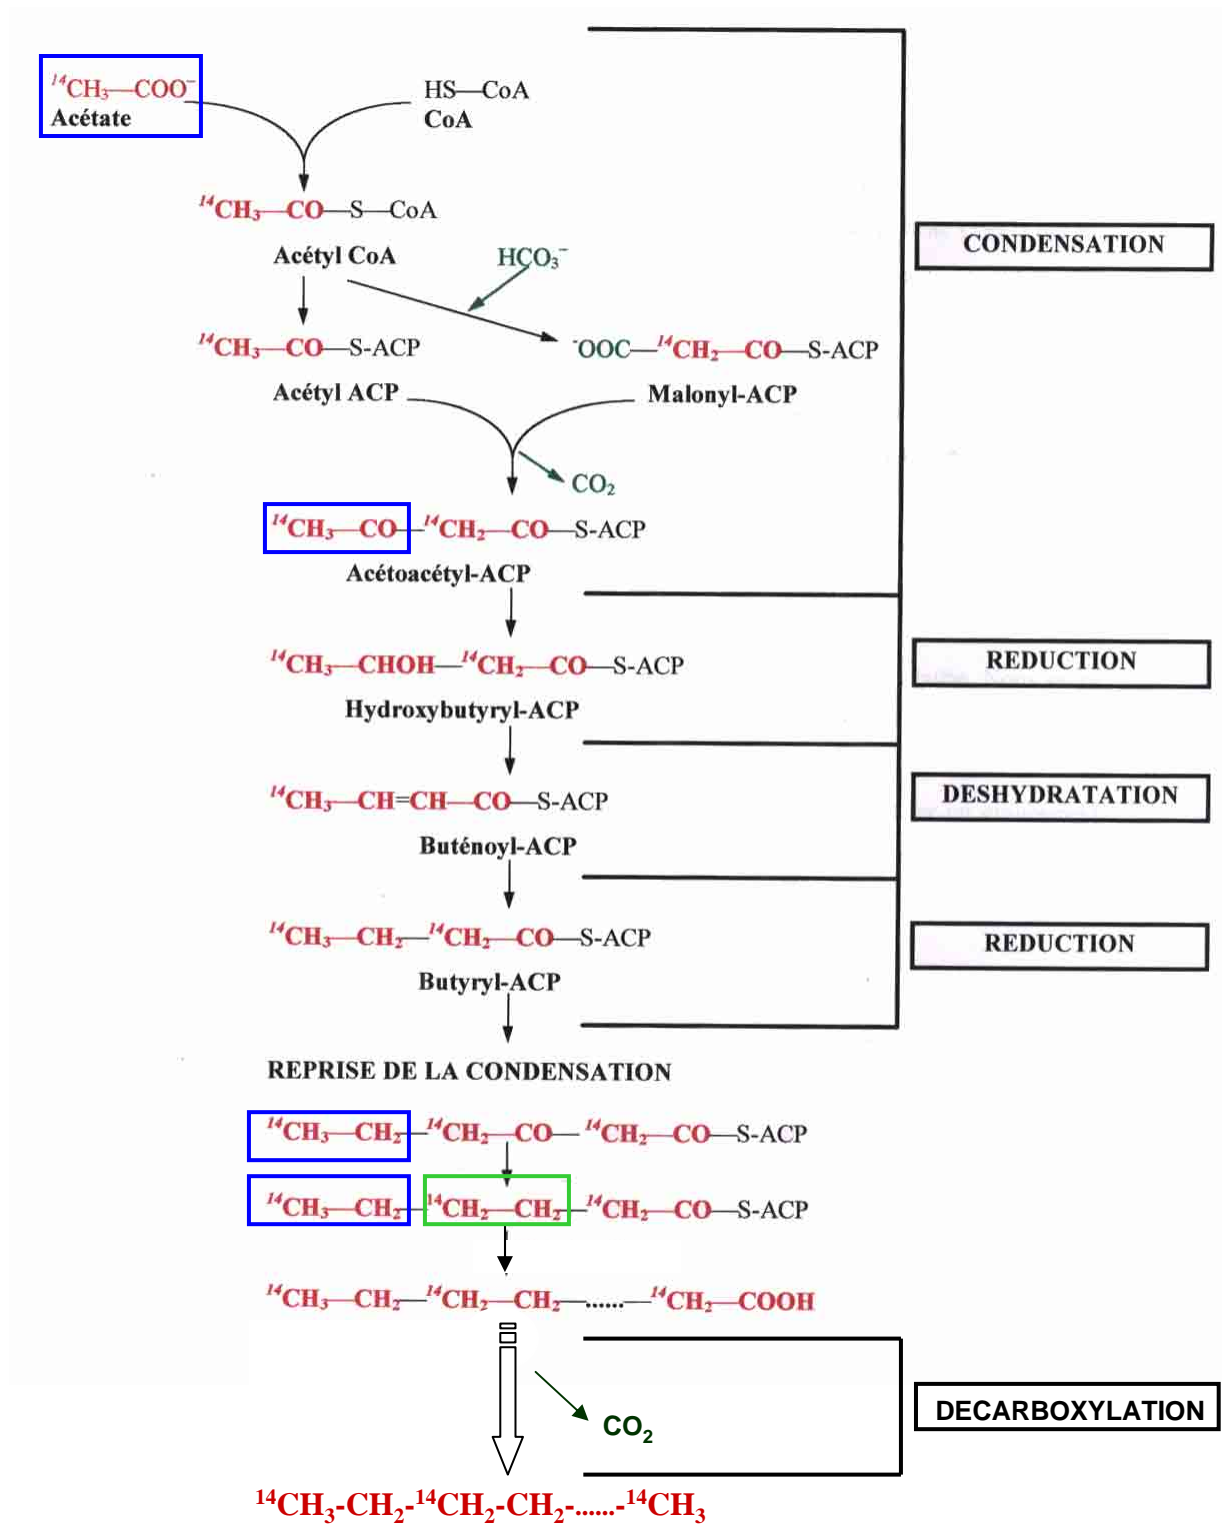 ¹⁴CH₃—COO⁻
Acétate
HS—CoA
CoA
¹⁴CH₃—CO—S—CoA
Acétyl CoA
HCO₃⁻
CONDENSATION
¹⁴CH₃—CO—S-ACP
Acétyl ACP
⁻OOC—¹⁴CH₂—CO—S-ACP
Malonyl-ACP
CO₂
¹⁴CH₃—CO—¹⁴CH₂—CO—S-ACP
Acétoacétyl-ACP
¹⁴CH₃—CHOH—¹⁴CH₂—CO—S-ACP
Hydroxybutyryl-ACP
REDUCTION
¹⁴CH₃—CH=CH—CO—S-ACP
Buténoyl-ACP
DESHYDRATATION
¹⁴CH₃—CH₂—¹⁴CH₂—CO—S-ACP
Butyryl-ACP
REDUCTION
REPRISE DE LA CONDENSATION
¹⁴CH₃—CH₂—¹⁴CH₂—CO—¹⁴CH₂—CO—S-ACP
¹⁴CH₃—CH₂—¹⁴CH₂—CH₂—¹⁴CH₂—CO—S-ACP
¹⁴CH₃—CH₂—¹⁴CH₂—CH₂—......—¹⁴CH₂—COOH
CO₂
DECARBOXYLATION
¹⁴CH₃-CH₂-¹⁴CH₂-CH₂-......-¹⁴CH₃